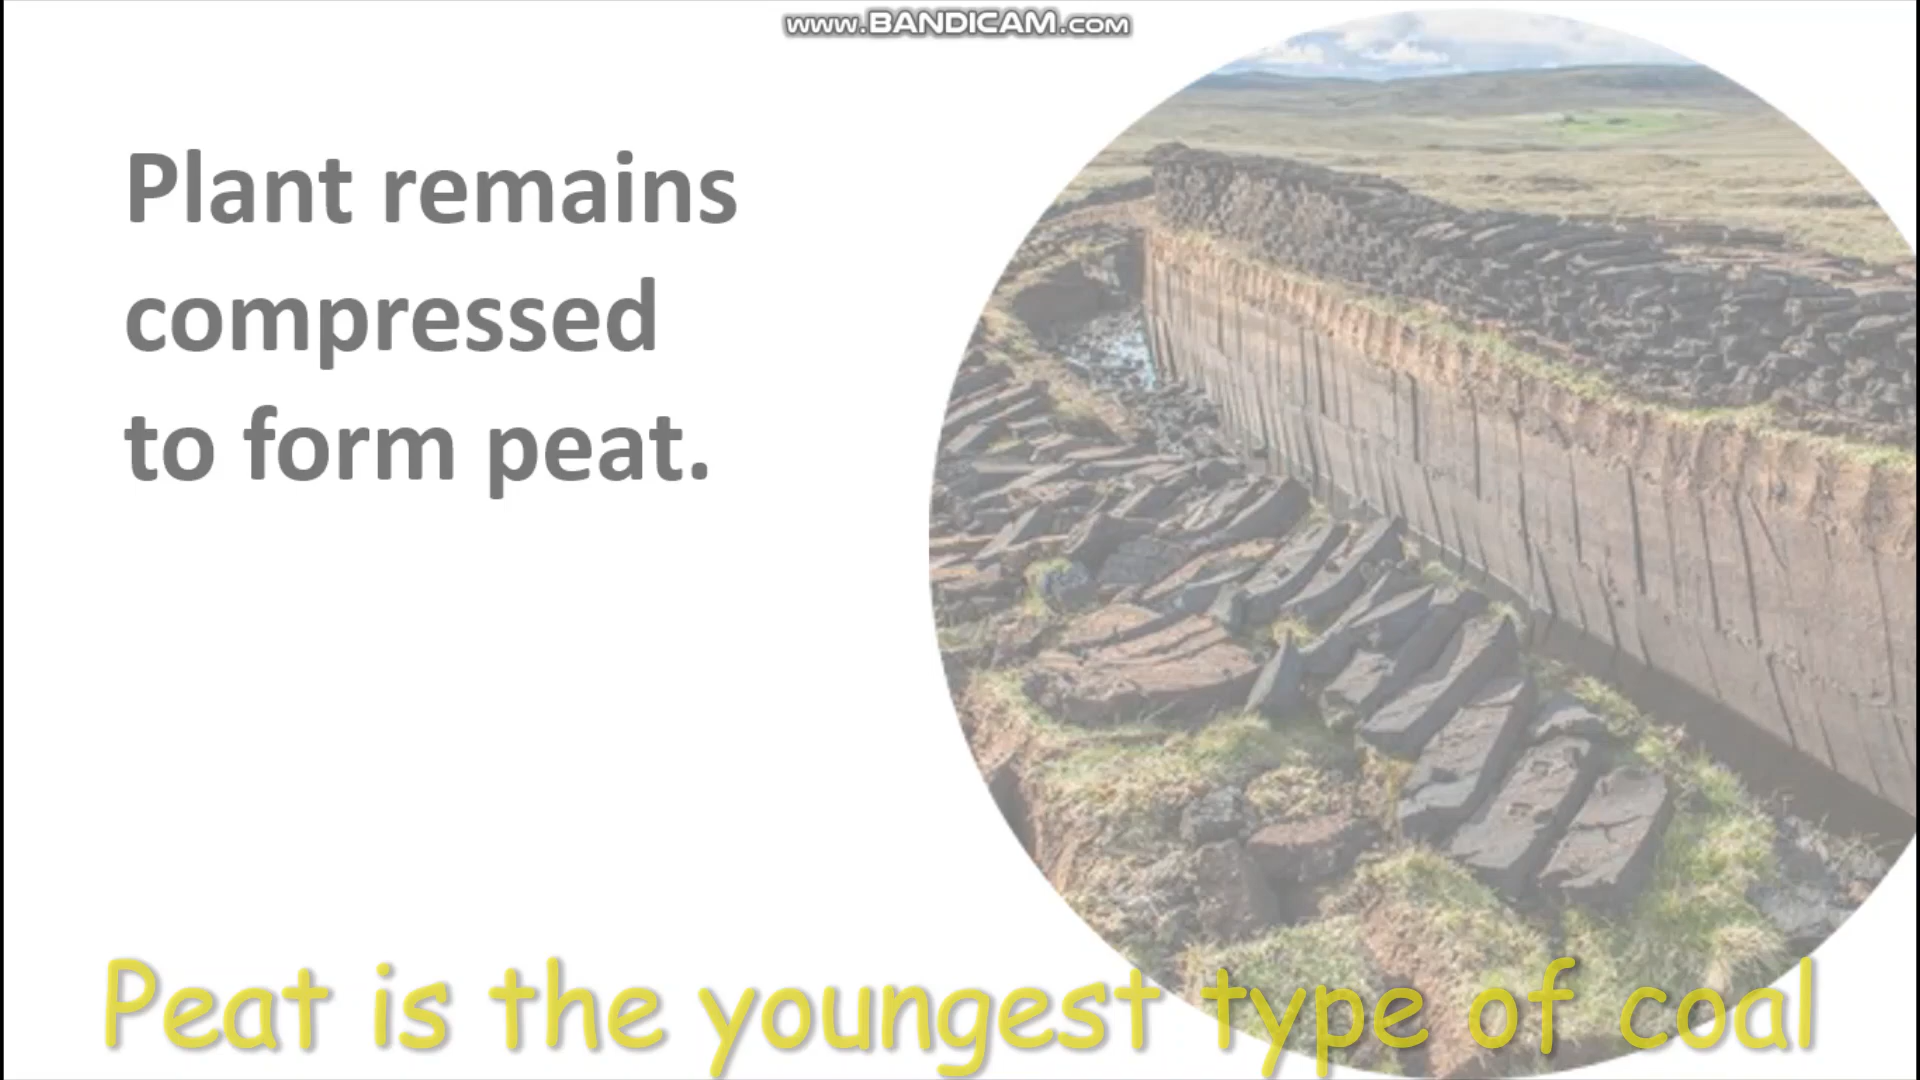 www.BANDICAM.com
Plant remains
compressed
to form peat.
Peat is the youngest type of coal